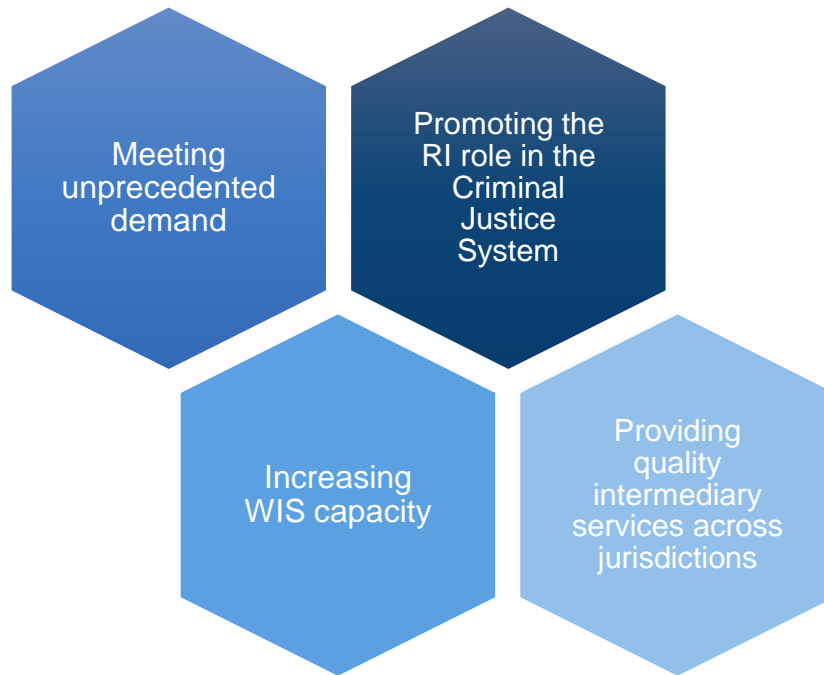 Meeting
unprecedented
demand
Promoting the
RI role in the
Criminal
Justice
System
Increasing
WIS capacity
Providing
quality
intermediary
services across
jurisdictions